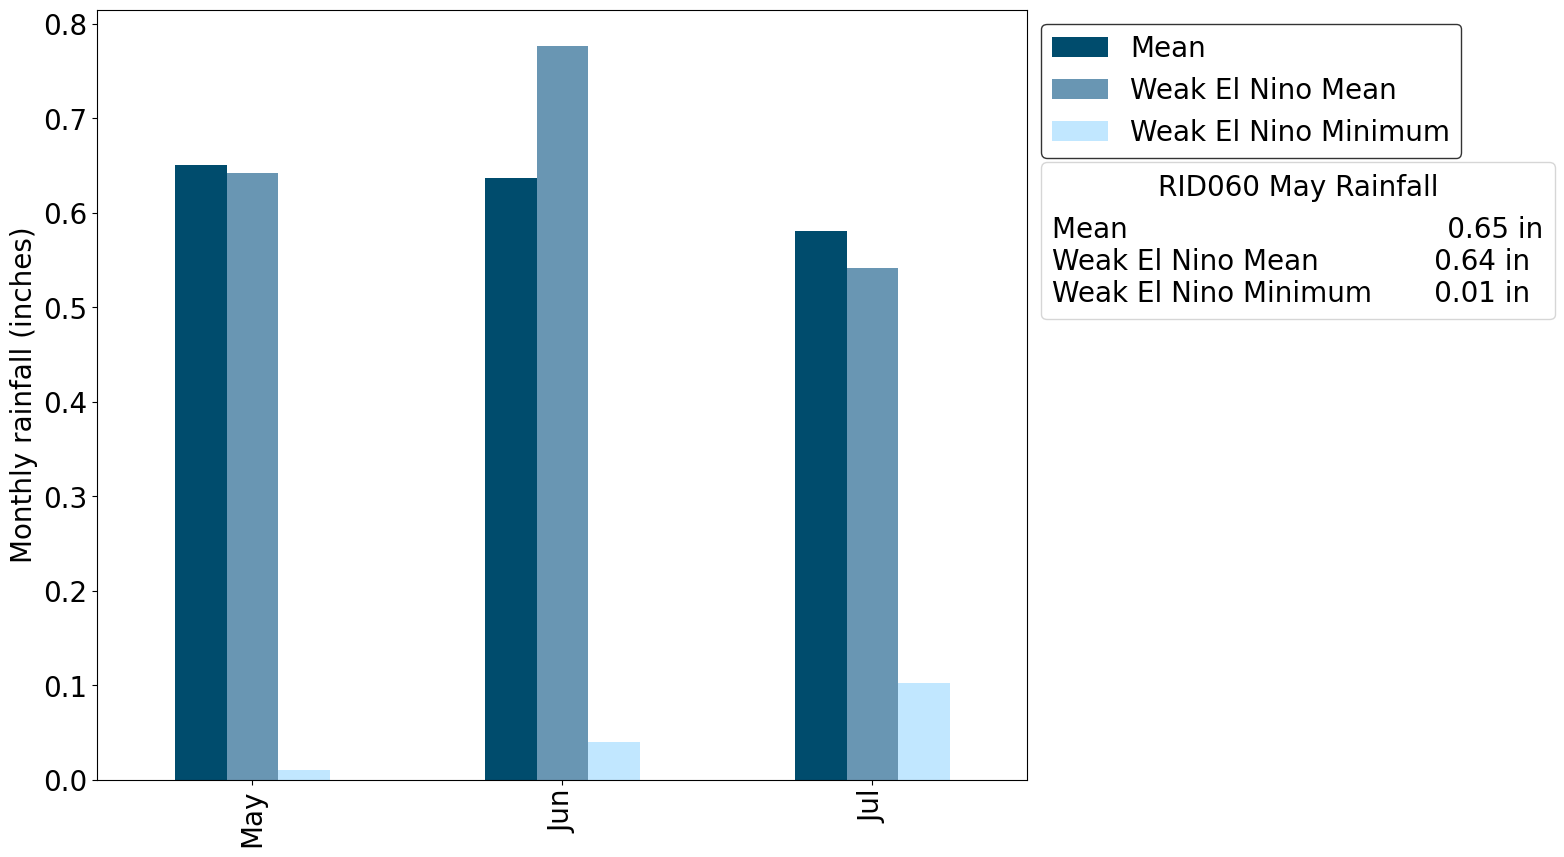 Monthly rainfall (inches)
0.8
0.7
0.6
0.5
0.4
0.3
0.2
0.1
0.0
May
Jun
Jul
Mean
Weak El Nino Mean
Weak El Nino Minimum
RID060 May Rainfall
Mean 0.65 in
Weak El Nino Mean 0.64 in
Weak El Nino Minimum 0.01 in